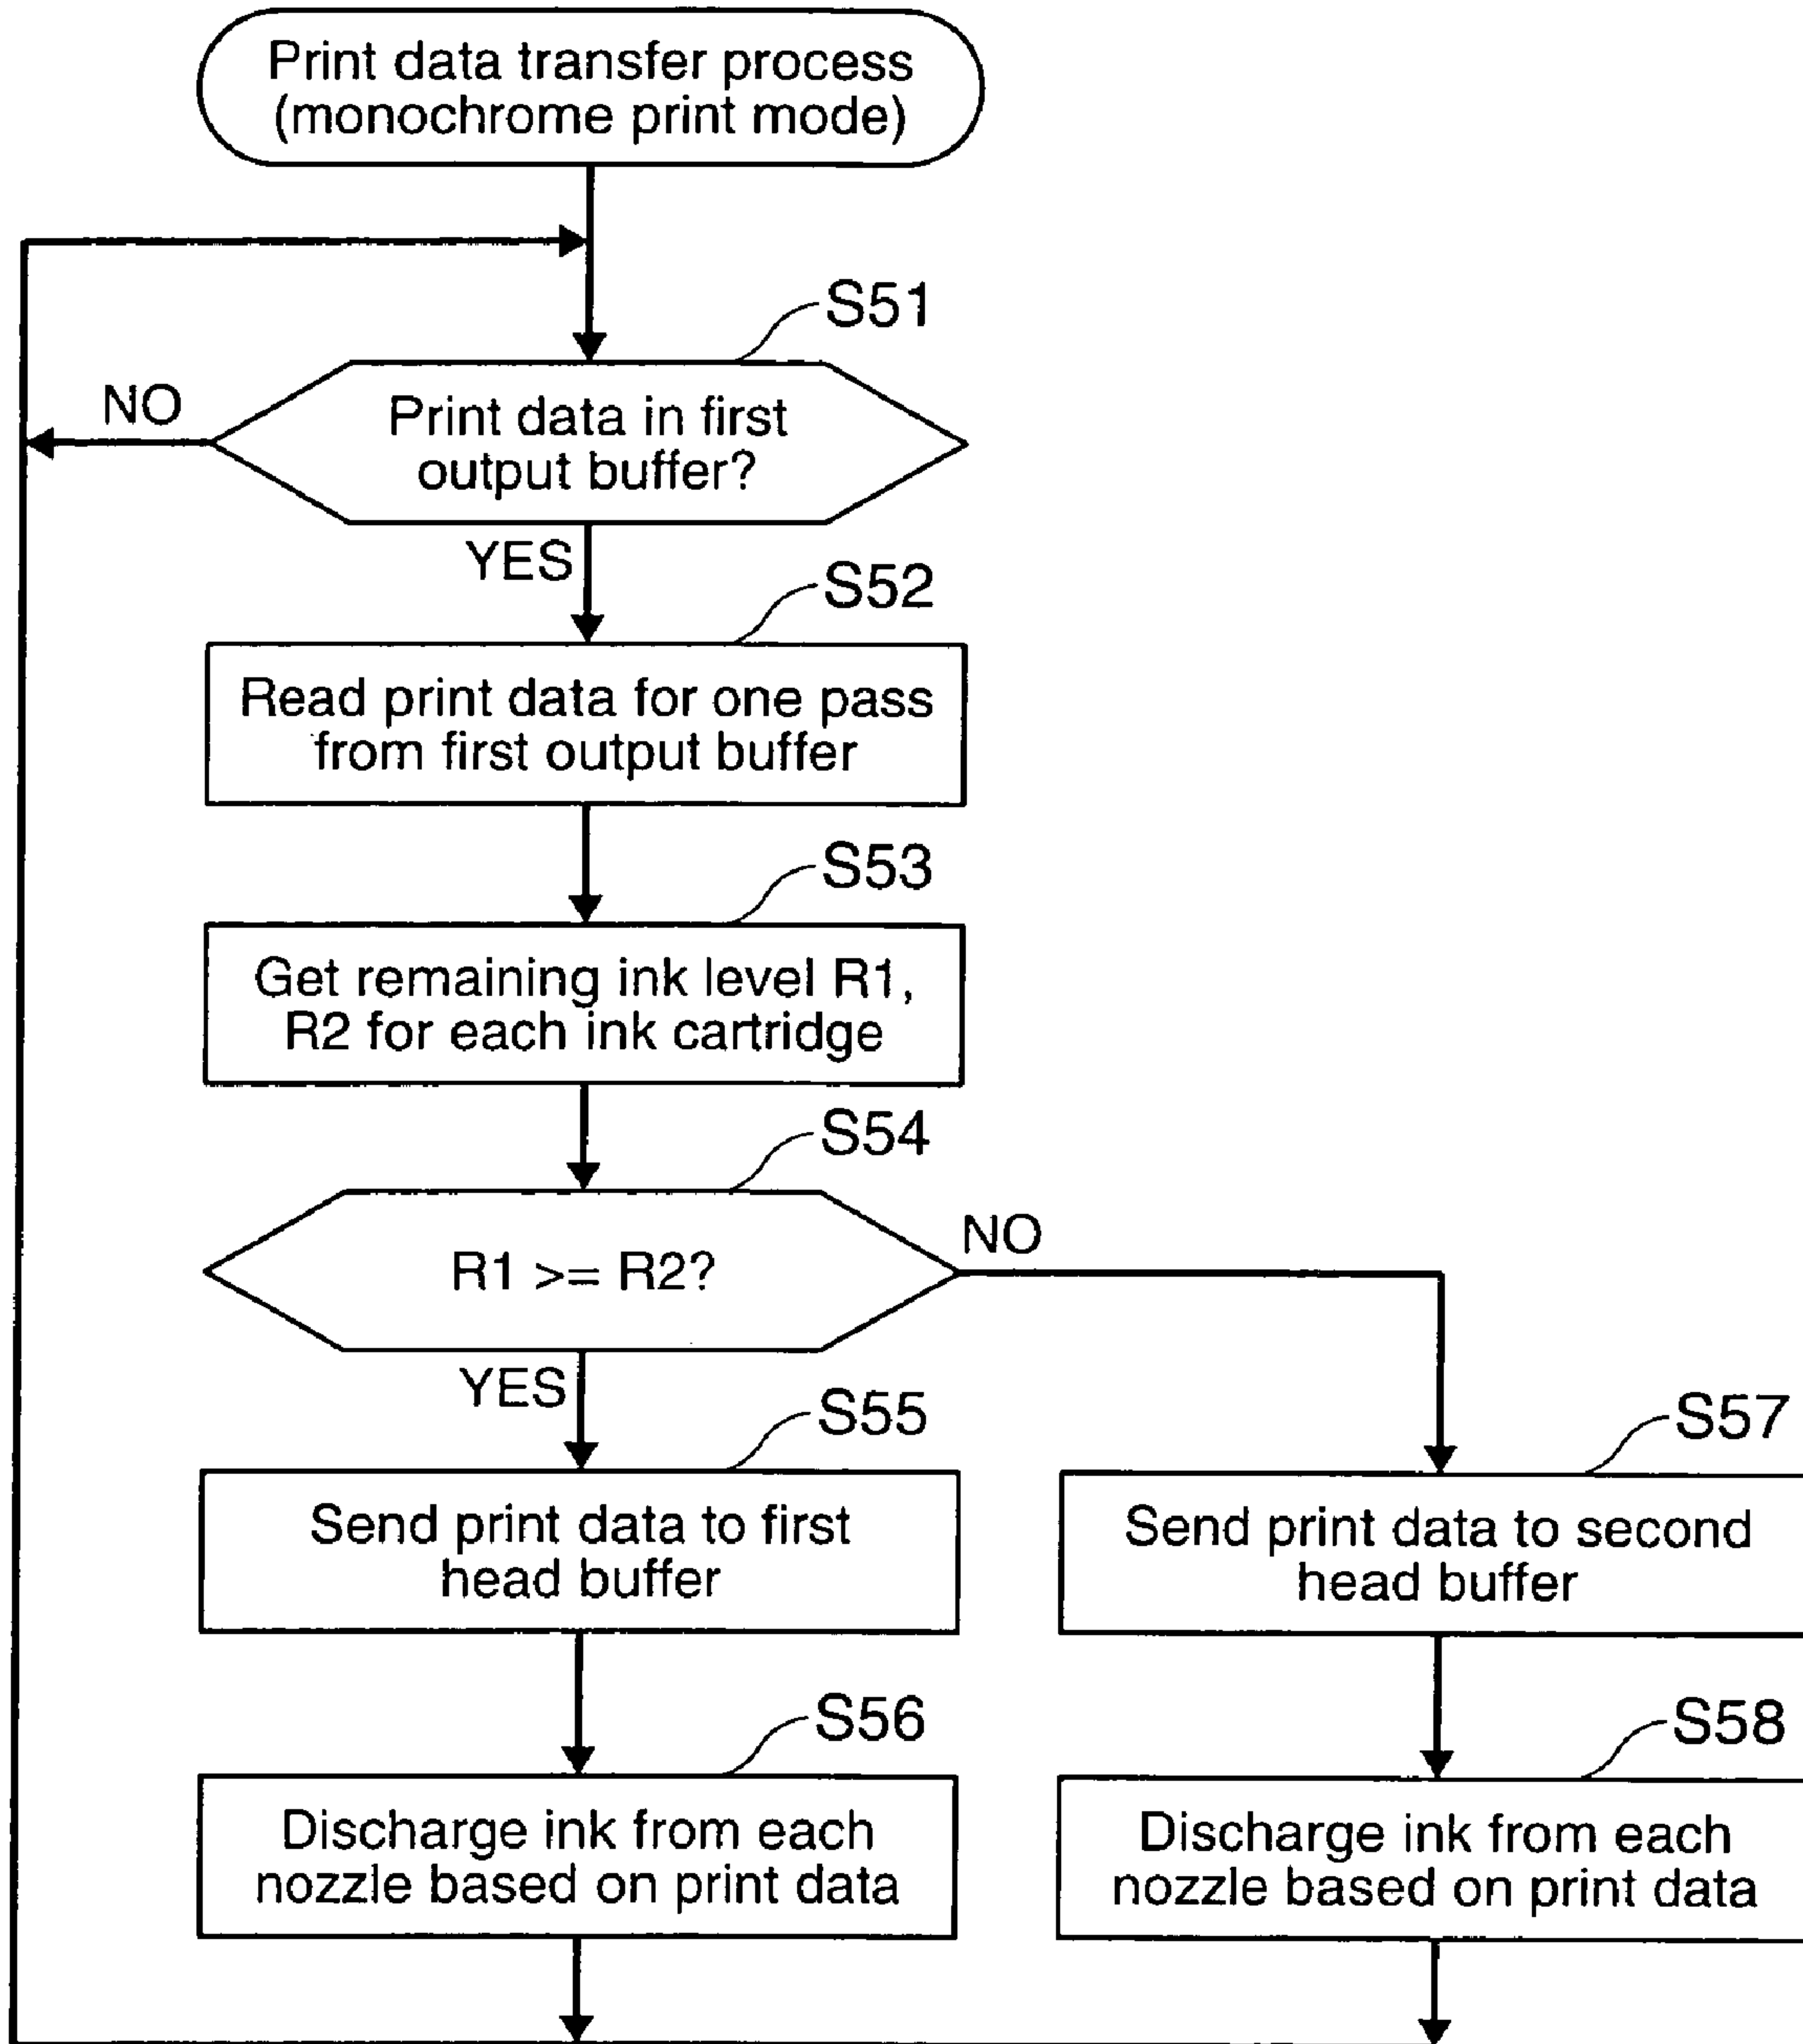 Print data transfer process
(monochrome print mode)
S51
NO
Print data in first
output buffer?
YES
S52
Read print data for one pass
from first output buffer
S53
Get remaining ink level R1,
R2 for each ink cartridge
S54
R1 >= R2?
NO
YES
S55
Send print data to first
head buffer
S57
Send print data to second
head buffer
S56
Discharge ink from each
nozzle based on print data
S58
Discharge ink from each
nozzle based on print data